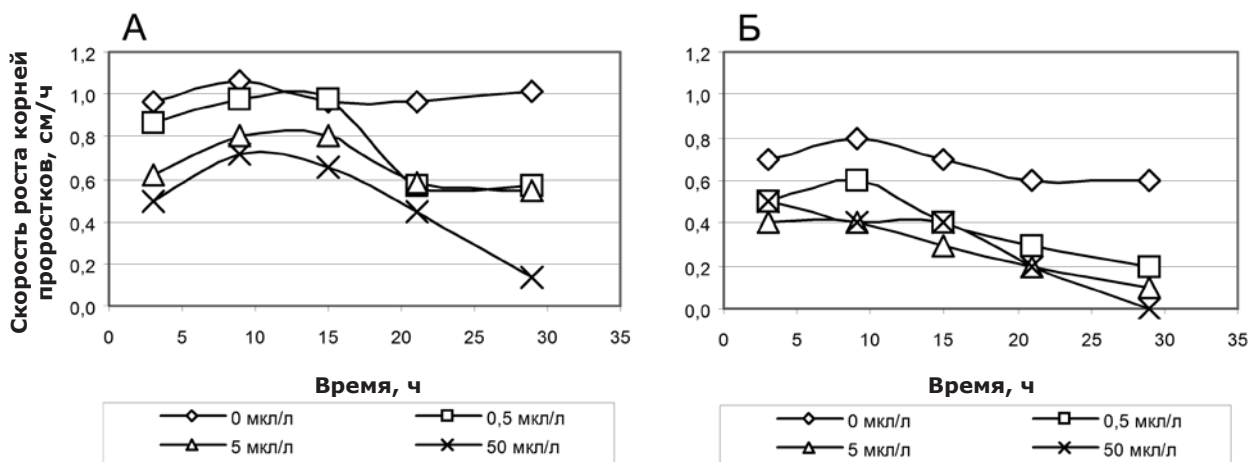 А
Б
Скорость роста корней
проростков, см/ч
1,2
1,0
0,8
0,6
0,4
0,2
0,0
0 5 10 15 20 25 30 35
Время, ч
0 мкл/л 0,5 мкл/л
5 мкл/л 50 мкл/л
1,2
1,0
0,8
0,6
0,4
0,2
0,0
0 5 10 15 20 25 30 35
Время, ч
0 мкл/л 0,5 мкл/л
5 мкл/л 50 мкл/л